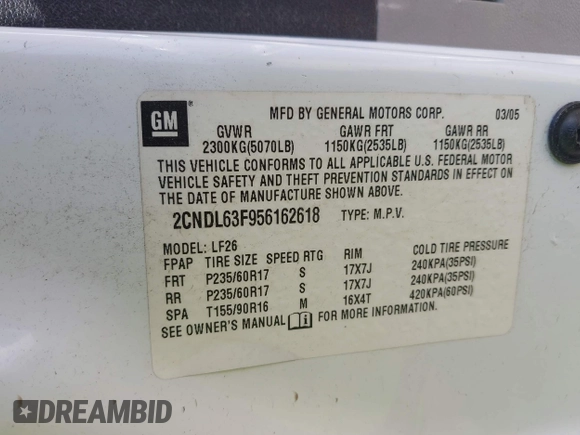 GM
MFD BY GENERAL MOTORS CORP. 03/05
GVWR GAWR FRT GAWR RR
2300KG(5070LB) 1150KG(2535LB) 1150KG(2535LB)
THIS VEHICLE CONFORMS TO ALL APPLICABLE U.S. FEDERAL MOTOR
VEHICLE SAFETY AND THEFT PREVENTION STANDARDS IN EFFECT ON
THE DATE OF MANUFACTURE SHOWN ABOVE.
2CNDL63F956162618 TYPE: M.P.V.
MODEL: LF26
FPAP TIRE SIZE SPEED RTG RIM COLD TIRE PRESSURE
FRT P235/60R17 S 17X7J 240KPA(35PSI)
RR P235/60R17 S 17X7J 240KPA(35PSI)
SPA T155/90R16 M 16X4T 420KPA(60PSI)
SEE OWNER'S MANUAL FOR MORE INFORMATION.
DREAMBID